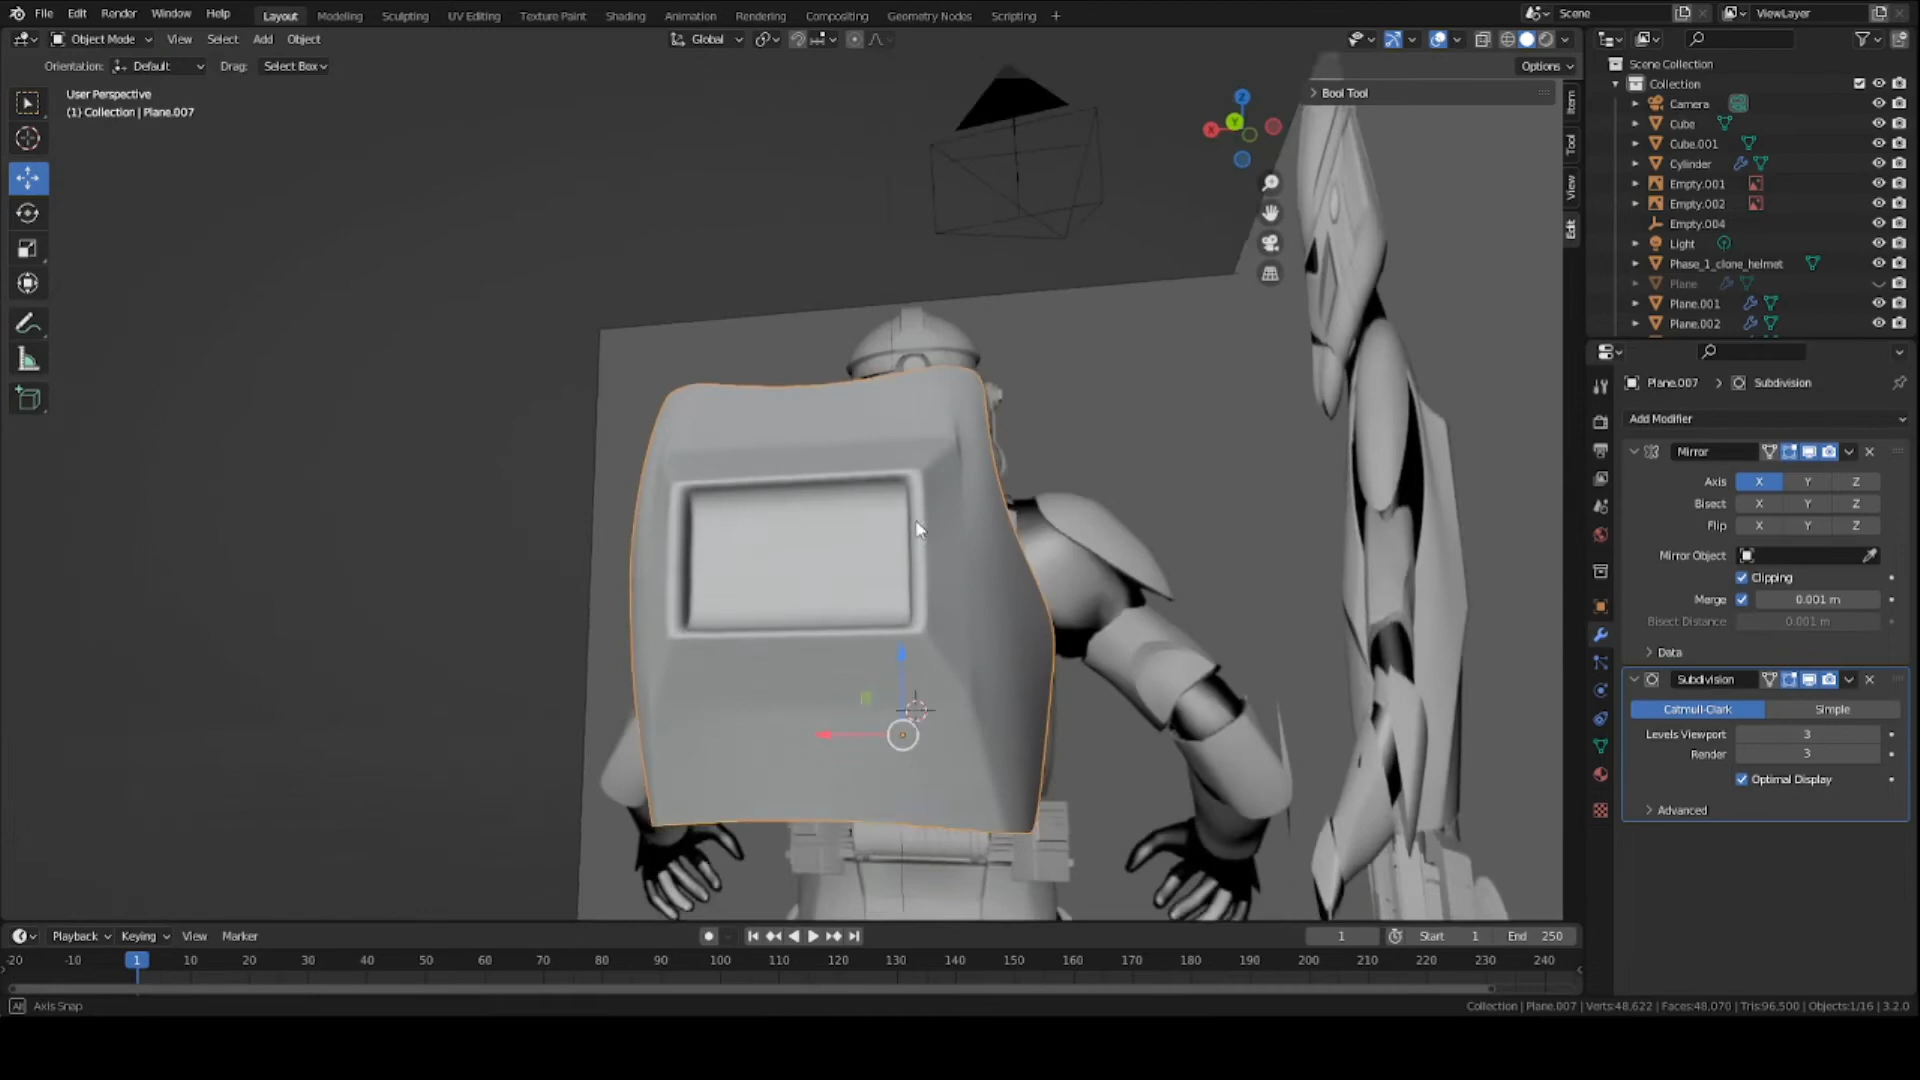 File Edit Render Window Help Layout Modeling Sculpting UV Editing Texture Paint Shading Animation Rendering Compositing Geometry Nodes Scripting + Scene ViewLayer
Object Mode View Select Add Object Global
Orientation: Default Drag: Select Box Options
User Perspective
(1) Collection | Plane.007
Bool Tool
Z
Y
X
Item
Tool
View
Edit
Scene Collection
Collection
Camera
Cube
Cube.001
Cylinder
Empty.001
Empty.002
Empty.004
Light
Phase_1_clone_helmet
Plane
Plane.001
Plane.002
Plane.007 > Subdivision
Add Modifier
Mirror
Axis X Y Z
Bisect X Y Z
Flip X Y Z
Mirror Object
Clipping
Merge 0.001 m
Bisect Distance 0.001 m
Data
Subdivision
Catmull-Clark Simple
Levels Viewport 3
Render 3
Optimal Display
Advanced
Playback Keying View Marker 1 Start 1 End 250
-20 -10 1 10 20 30 40 50 60 70 80 90 100 110 120 130 140 150 160 170 180 190 200 210 220 230 240
Alt Axis Snap
Collection | Plane.007 | Verts:48,622 | Faces:48,070 | Tris:96,500 | Objects:1/16 | 3.2.0